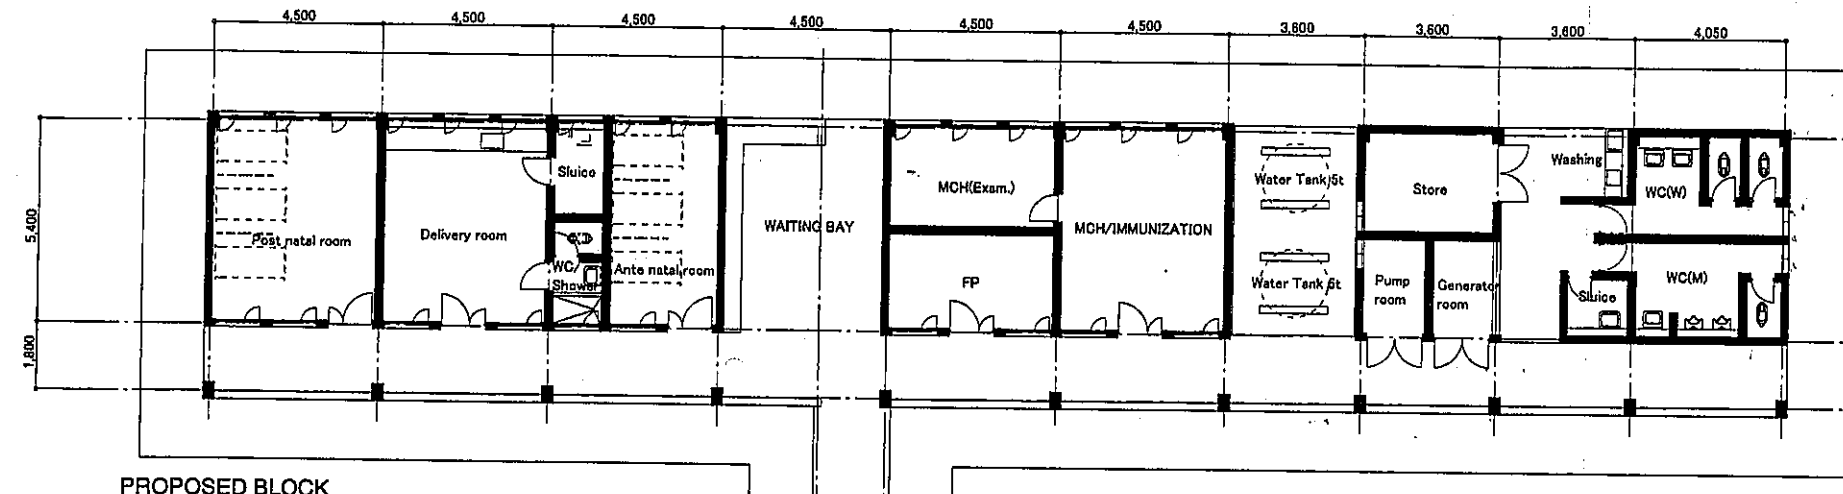 4,500 4,500 4,500 4,500 4,500 4,500 3,600 3,600 3,600 4,050
5,400
1,800
Post natal room
Delivery room
Sluice
WC/
Shower
Ante natal room
WAITING BAY
MCH(Exam.)
FP
MCH/IMMUNIZATION
Water Tank 5t
Water Tank 5t
Store
Pump
room
Generator
room
Washing
Sluice
WC(W)
WC(M)
PROPOSED BLOCK